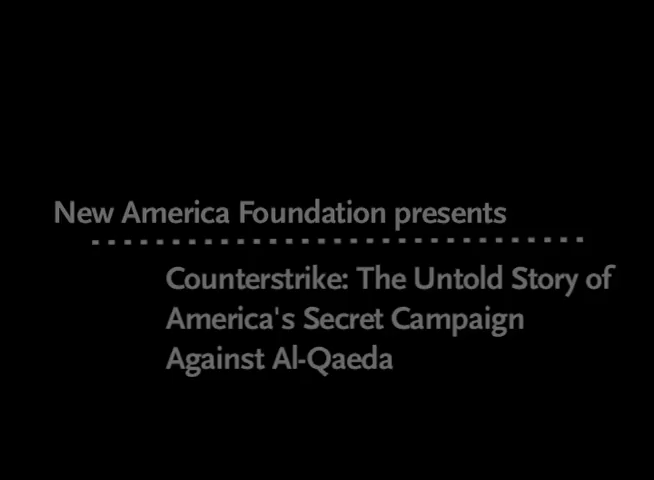 New America Foundation presents
Counterstrike: The Untold Story of
America's Secret Campaign
Against Al-Qaeda